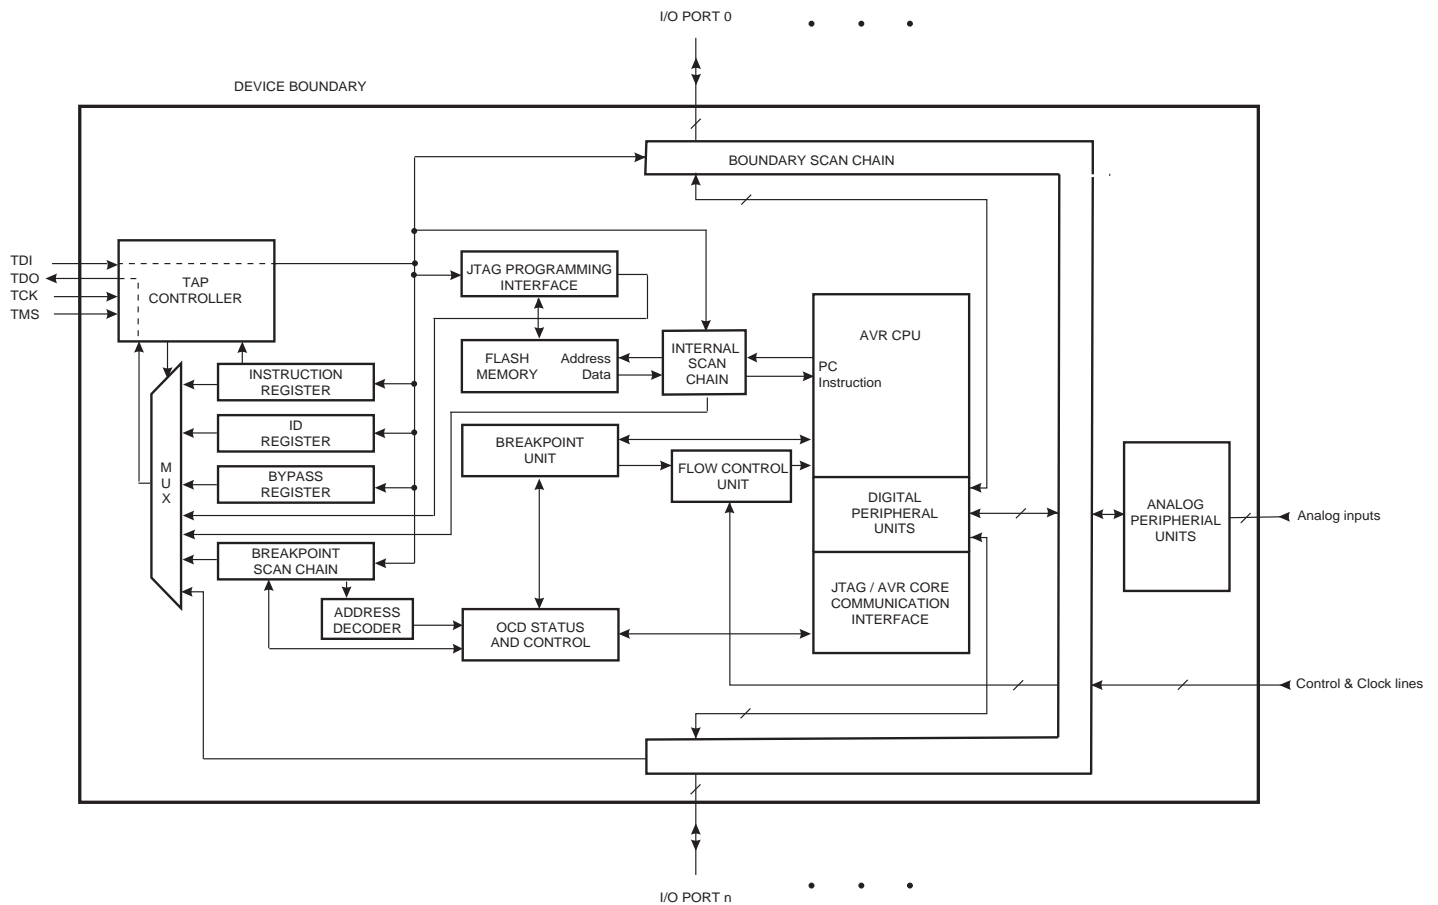 I/O PORT 0
DEVICE BOUNDARY
BOUNDARY SCAN CHAIN
TDI
TDO
TCK
TMS
TAP
CONTROLLER
JTAG PROGRAMMING
INTERFACE
AVR CPU
FLASH
MEMORY
Address
Data
INTERNAL
SCAN
CHAIN
PC
Instruction
INSTRUCTION
REGISTER
ID
REGISTER
BREAKPOINT
UNIT
FLOW CONTROL
UNIT
M
U
X
BYPASS
REGISTER
DIGITAL
PERIPHERAL
UNITS
ANALOG
PERIPHERIAL
UNITS
Analog inputs
BREAKPOINT
SCAN CHAIN
ADDRESS
DECODER
OCD STATUS
AND CONTROL
JTAG / AVR CORE
COMMUNICATION
INTERFACE
Control & Clock lines
I/O PORT n